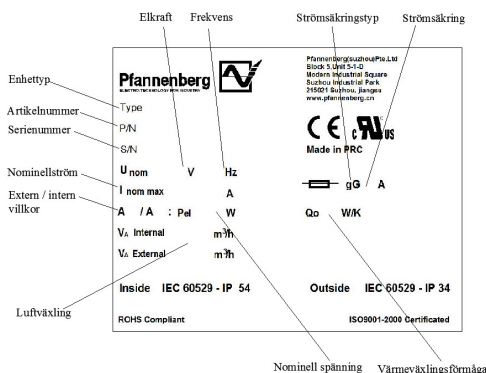 Elkraft Frekvens Strömsäkringstyp Strömsäkring
Pfannenberg(suzhou)Pte.Ltd
Block 5,Unit 5-1-D
Modern Industrial Square
Suzhou Industrial Park
215021 Suzhou, jiangsu
www.pfannenberg.cn
Pfannenberg
ELECTRO-TECHNOLOGY FOR INDUSTRY
Enhettyp
Type
Artikelnummer
P/N
Serienummer
S/N
CE c UL US
Made in PRC
U nom V Hz
Nominellström
I nom max A
gG A
Extern / intern
villkor
A / A : Pel W
Qo W/K
VA Internal m³/h
VA External m³/h
Inside IEC 60529 - IP 54 Outside IEC 60529 - IP 34
Luftväxling
ROHS Compliant ISO9001-2000 Certificated
Nominell spänning Värmeväxlingsförmåga